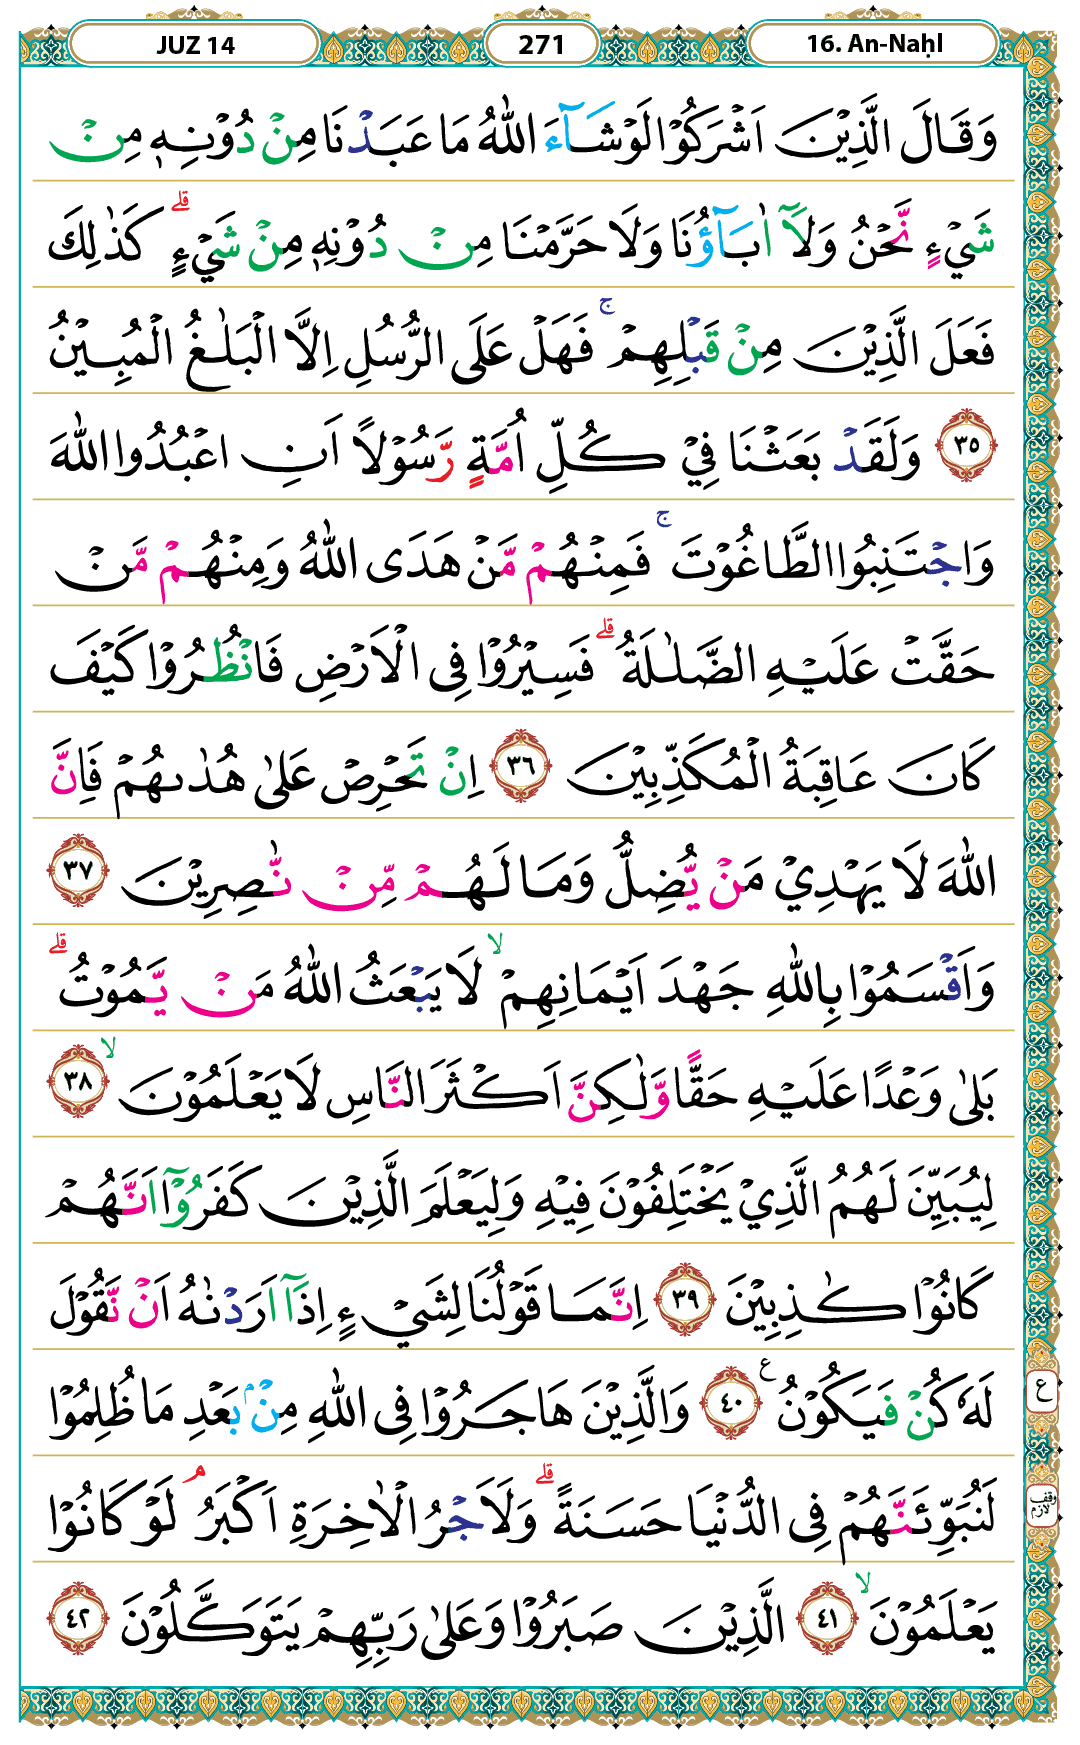 JUZ 14
271
16. An-Naḥl
وَقَالَ الَّذِيْنَ اَشْرَكُوْا لَوْ شَاۤءَ اللّٰهُ مَا عَبَدْنَا مِنْ دُوْنِهٖ مِنْ
شَيْءٍ نَّحْنُ وَلَآ اٰبَاۤؤُنَا وَلَا حَرَّمْنَا مِنْ دُوْنِهٖ مِنْ شَيْءٍ ۗ كَذٰلِكَ
فَعَلَ الَّذِيْنَ مِنْ قَبْلِهِمْ ۚ فَهَلْ عَلَى الرُّسُلِ اِلَّا الْبَلٰغُ الْمُبِيْنُ
٣٥ وَلَقَدْ بَعَثْنَا فِيْ كُلِّ اُمَّةٍ رَّسُوْلًا اَنِ اعْبُدُوا اللّٰهَ
وَاجْتَنِبُوا الطَّاغُوْتَ ۚ فَمِنْهُمْ مَّنْ هَدَى اللّٰهُ وَمِنْهُمْ مَّنْ
حَقَّتْ عَلَيْهِ الضَّلٰلَةُ ۗ فَسِيْرُوْا فِى الْاَرْضِ فَانْظُرُوْا كَيْفَ
كَانَ عَاقِبَةُ الْمُكَذِّبِيْنَ ٣٦ اِنْ تَحْرِصْ عَلٰى هُدٰىهُمْ فَاِنَّ
اللّٰهَ لَا يَهْدِيْ مَنْ يُّضِلُّ وَمَا لَهُمْ مِّنْ نّٰصِرِيْنَ ٣٧
وَاَقْسَمُوْا بِاللّٰهِ جَهْدَ اَيْمَانِهِمْ ۙ لَا يَبْعَثُ اللّٰهُ مَنْ يَّمُوْتُ ۗ
بَلٰى وَعْدًا عَلَيْهِ حَقًّا وَّلٰكِنَّ اَكْثَرَ النَّاسِ لَا يَعْلَمُوْنَ ۙ ٣٨
لِيُبَيِّنَ لَهُمُ الَّذِيْ يَخْتَلِفُوْنَ فِيْهِ وَلِيَعْلَمَ الَّذِيْنَ كَفَرُوْٓا اَنَّهُمْ
كَانُوْا كٰذِبِيْنَ ٣٩ اِنَّمَا قَوْلُنَا لِشَيْءٍ اِذَآ اَرَدْنٰهُ اَنْ نَّقُوْلَ
لَهٗ كُنْ فَيَكُوْنُ ࣖ ٤٠ وَالَّذِيْنَ هَاجَرُوْا فِى اللّٰهِ مِنْۢ بَعْدِ مَا ظُلِمُوْا
ع
لَنُبَوِّئَنَّهُمْ فِى الدُّنْيَا حَسَنَةً ۗ وَلَاَجْرُ الْاٰخِرَةِ اَكْبَرُ ۘ لَوْ كَانُوْا
وقف لازم
يَعْلَمُوْنَ ۙ ٤١ الَّذِيْنَ صَبَرُوْا وَعَلٰى رَبِّهِمْ يَتَوَكَّلُوْنَ ٤٢